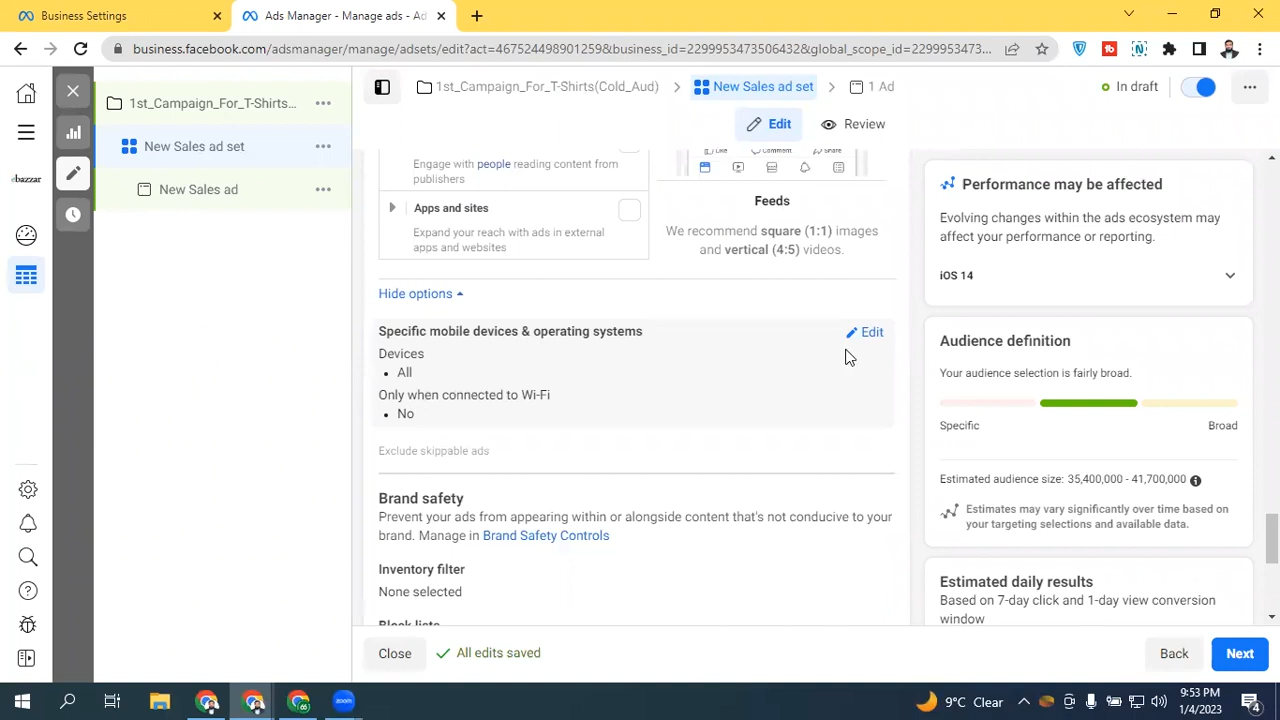 Business Settings
Ads Manager - Manage ads - Ad
business.facebook.com/adsmanager/manage/adsets/edit?act=467524498901259&business_id=2299953473506432&global_scope_id=2299953473...
1st_Campaign_For_T-Shirts...
New Sales ad set
New Sales ad
ebazzar
1st_Campaign_For_T-Shirts(Cold_Aud)
New Sales ad set
1 Ad
In draft
Edit
Review
Engage with people reading content from
publishers
Apps and sites
Expand your reach with ads in external
apps and websites
Like
Comment
Share
Feeds
We recommend square (1:1) images
and vertical (4:5) videos.
Hide options
Specific mobile devices & operating systems
Edit
Devices
• All
Only when connected to Wi-Fi
• No
Exclude skippable ads
Brand safety
Prevent your ads from appearing within or alongside content that's not conducive to your
brand. Manage in Brand Safety Controls
Inventory filter
None selected
Block lists
Performance may be affected
Evolving changes within the ads ecosystem may
affect your performance or reporting.
iOS 14
Audience definition
Your audience selection is fairly broad.
Specific
Broad
Estimated audience size: 35,400,000 - 41,700,000
Estimates may vary significantly over time based on
your targeting selections and available data.
Estimated daily results
Based on 7-day click and 1-day view conversion
window
Close
All edits saved
Back
Next
zoom
9°C Clear
9:53 PM
1/4/2023
4